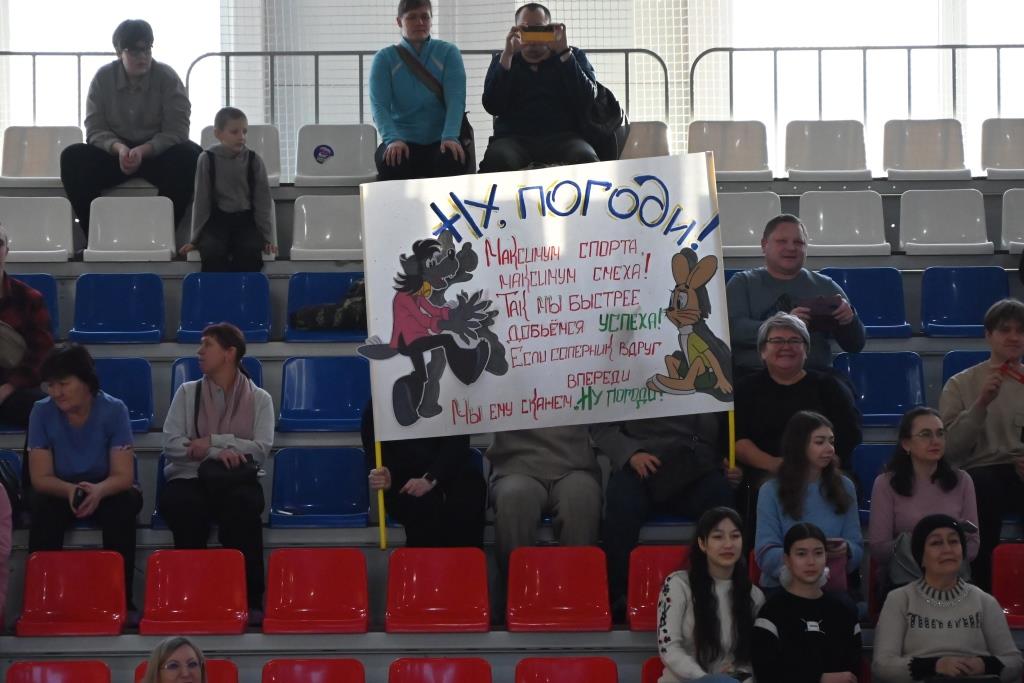 Ну, погоди!
Максимум спорта,
максимум смеха!
Так мы быстрее
добьёмся успеха!
Если соперник вдруг
впереди
Мы ему скажем „Ну погоди!"